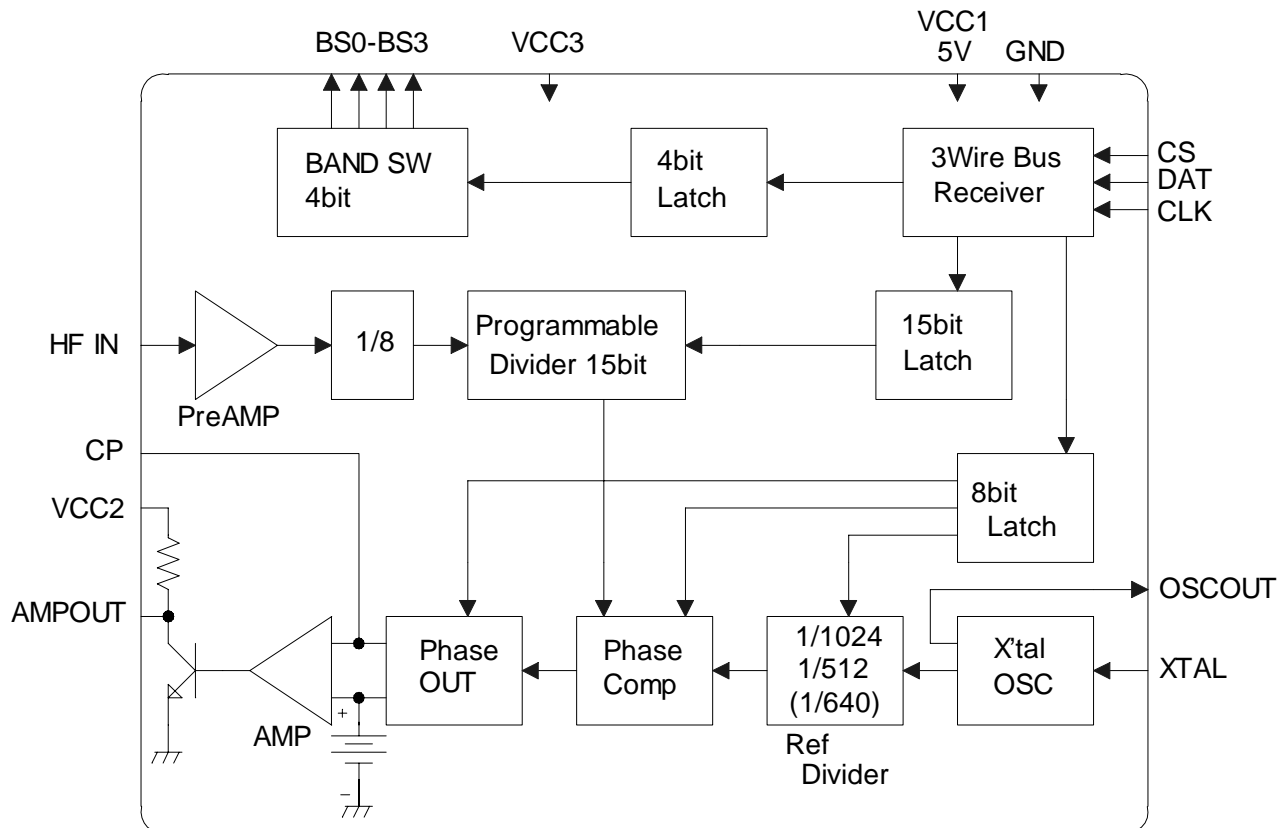 BS0-BS3
VCC3
VCC1
5V
GND
BAND SW
4bit
4bit
Latch
3Wire Bus
Receiver
CS
DAT
CLK
HF IN
PreAMP
1/8
Programmable
Divider 15bit
15bit
Latch
CP
VCC2
8bit
Latch
AMPOUT
OSCOUT
AMP
+
−
Phase
OUT
Phase
Comp
1/1024
1/512
(1/640)
Ref
Divider
X'tal
OSC
XTAL